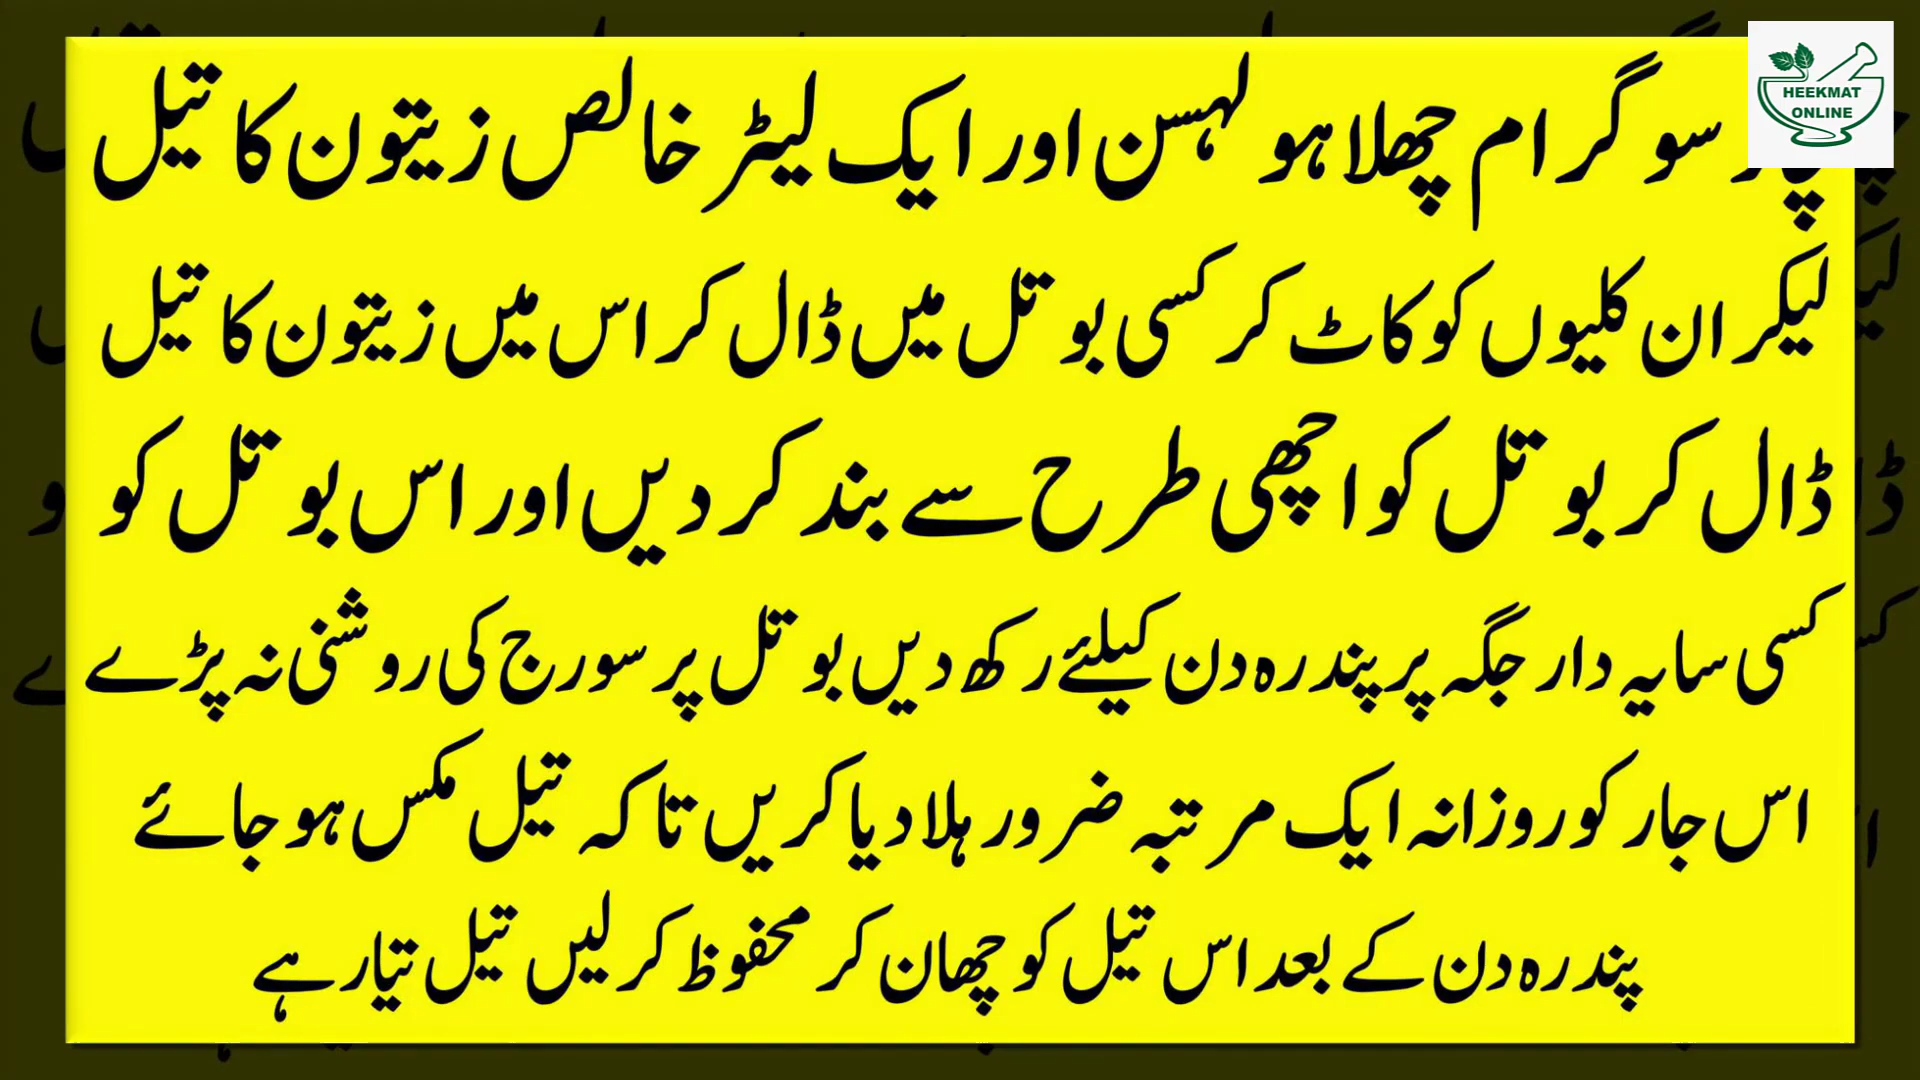 HEEKMAT
ONLINE
سو گرام چھلا ہو لہسن اور ایک لیٹر خالص زیتون کا تیل
لیکر ان کلیوں کو کاٹ کر کسی بوتل میں ڈال کر اس میں زیتون کا تیل
ڈال کر بوتل کو اچھی طرح سے بند کر دیں اور اس بوتل کو
کسی سایہ دار جگہ پر پندرہ دن کیلئے رکھ دیں بوتل پر سورج کی روشنی نہ پڑے
اس جار کو روزانہ ایک مرتبہ ضرور ہلا دیا کریں تاکہ تیل مکس ہو جائے
پندرہ دن کے بعد اس تیل کو چھان کر محفوظ کر لیں تیل تیار ہے